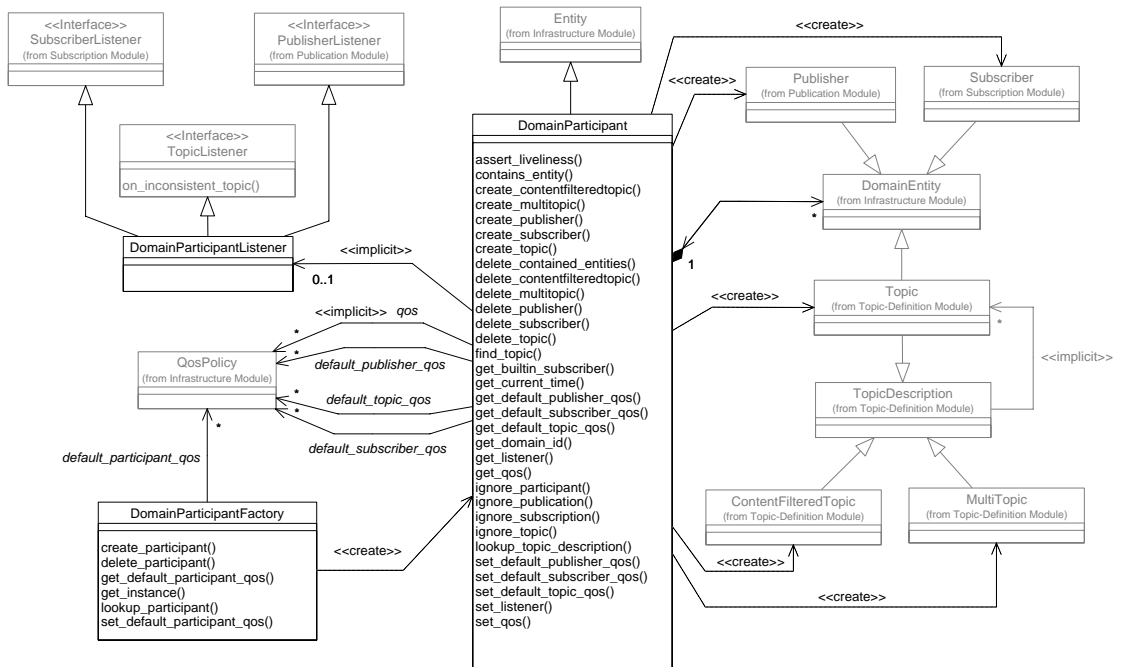 <<Interface>>
SubscriberListener
(from Subscription Module)
<<Interface>>
PublisherListener
(from Publication Module)
<<Interface>>
TopicListener
on_inconsistent_topic()
DomainParticipantListener
<<implicit>>
0..1
<<implicit>> qos
*
default_publisher_qos
*
default_topic_qos
*
default_subscriber_qos
*
QosPolicy
(from Infrastructure Module)
*
default_participant_qos
DomainParticipantFactory
create_participant()
delete_participant()
get_default_participant_qos()
get_instance()
lookup_participant()
set_default_participant_qos()
<<create>>
Entity
(from Infrastructure Module)
DomainParticipant
assert_liveliness()
contains_entity()
create_contentfilteredtopic()
create_multitopic()
create_publisher()
create_subscriber()
create_topic()
delete_contained_entities()
delete_contentfilteredtopic()
delete_multitopic()
delete_publisher()
delete_subscriber()
delete_topic()
find_topic()
get_builtin_subscriber()
get_current_time()
get_default_publisher_qos()
get_default_subscriber_qos()
get_default_topic_qos()
get_domain_id()
get_listener()
get_qos()
ignore_participant()
ignore_publication()
ignore_subscription()
ignore_topic()
lookup_topic_description()
set_default_publisher_qos()
set_default_subscriber_qos()
set_default_topic_qos()
set_listener()
set_qos()
<<create>>
<<create>>
Publisher
(from Publication Module)
Subscriber
(from Subscription Module)
DomainEntity
(from Infrastructure Module)
*
1
<<create>>
Topic
(from Topic-Definition Module)
*
<<implicit>>
TopicDescription
(from Topic-Definition Module)
ContentFilteredTopic
(from Topic-Definition Module)
MultiTopic
(from Topic-Definition Module)
<<create>>
<<create>>